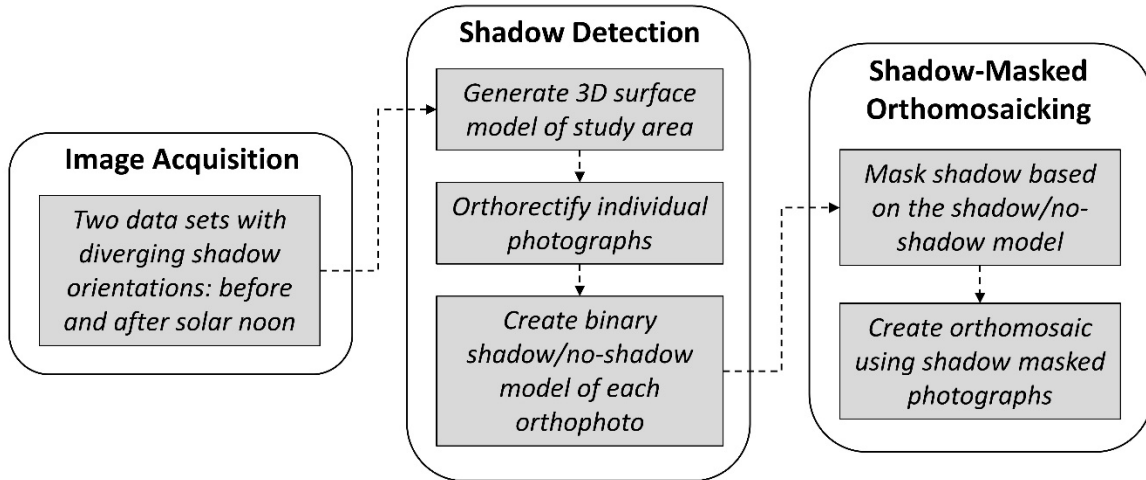 Image Acquisition
Two data sets with
diverging shadow
orientations: before
and after solar noon
Shadow Detection
Generate 3D surface
model of study area
Orthorectify individual
photographs
Create binary
shadow/no-shadow
model of each
orthophoto
Shadow-Masked
Orthomosaicking
Mask shadow based
on the shadow/no-
shadow model
Create orthomosaic
using shadow masked
photographs